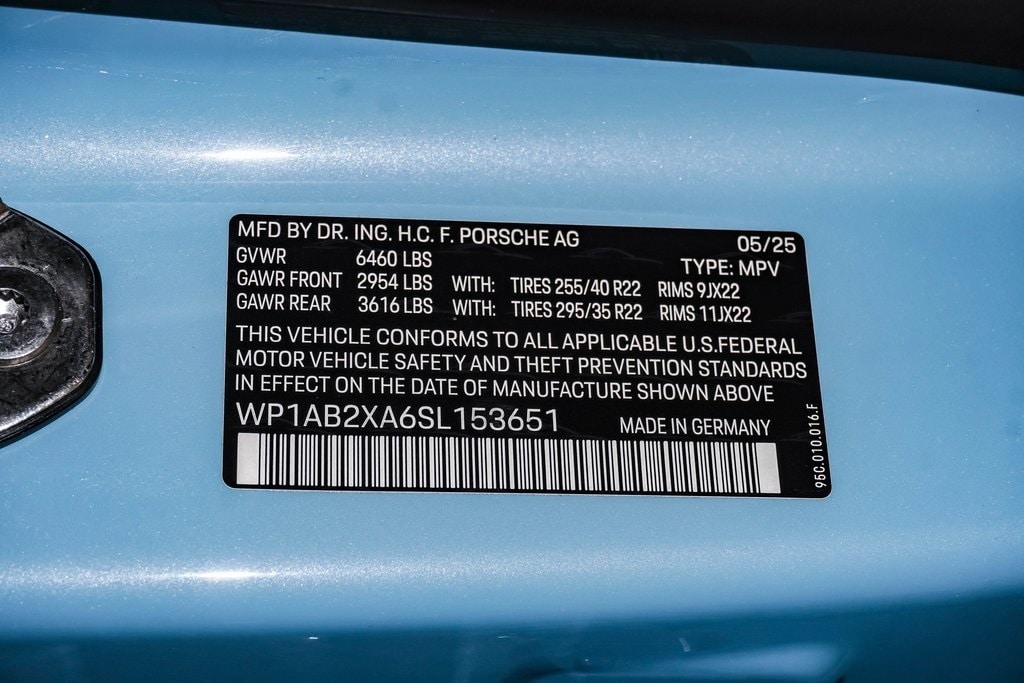 MFD BY DR. ING. H.C. F. PORSCHE AG 05/25
GVWR 6460 LBS TYPE: MPV
GAWR FRONT 2954 LBS WITH: TIRES 255/40 R22 RIMS 9JX22
GAWR REAR 3616 LBS WITH: TIRES 295/35 R22 RIMS 11JX22
THIS VEHICLE CONFORMS TO ALL APPLICABLE U.S.FEDERAL
MOTOR VEHICLE SAFETY AND THEFT PREVENTION STANDARDS
IN EFFECT ON THE DATE OF MANUFACTURE SHOWN ABOVE
WP1AB2XA6SL153651 MADE IN GERMANY
95C.010.016.F